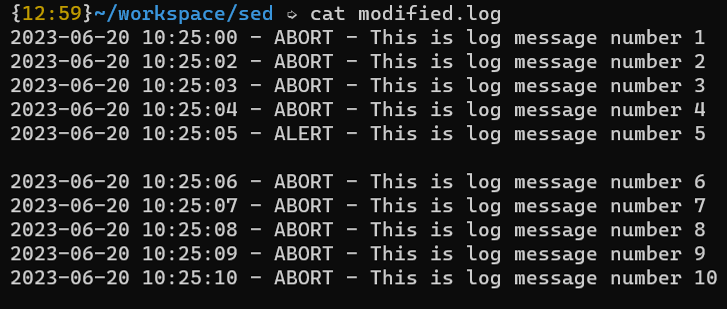 {12:59}~/workspace/sed ➭ cat modified.log
2023-06-20 10:25:00 - ABORT - This is log message number 1
2023-06-20 10:25:02 - ABORT - This is log message number 2
2023-06-20 10:25:03 - ABORT - This is log message number 3
2023-06-20 10:25:04 - ABORT - This is log message number 4
2023-06-20 10:25:05 - ALERT - This is log message number 5
2023-06-20 10:25:06 - ABORT - This is log message number 6
2023-06-20 10:25:07 - ABORT - This is log message number 7
2023-06-20 10:25:08 - ABORT - This is log message number 8
2023-06-20 10:25:09 - ABORT - This is log message number 9
2023-06-20 10:25:10 - ABORT - This is log message number 10